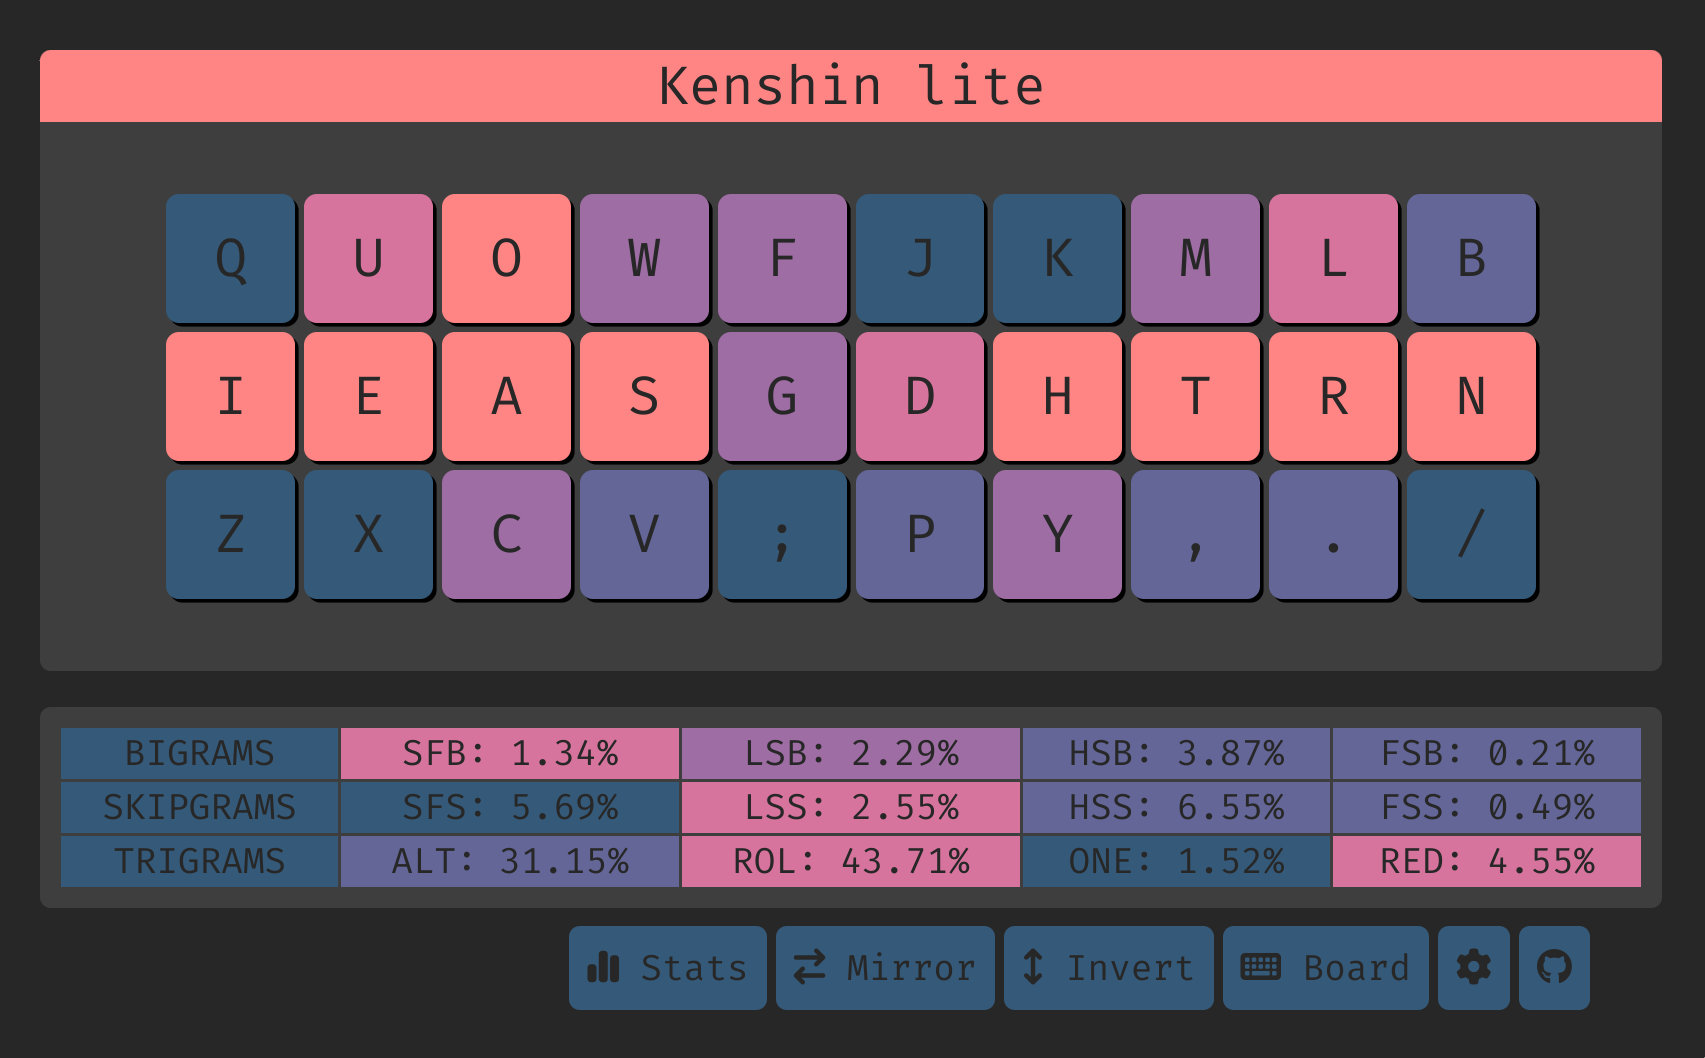 Kenshin lite
Q U O W F J K M L B
I E A S G D H T R N
Z X C V ; P Y , . /
BIGRAMS SFB: 1.34% LSB: 2.29% HSB: 3.87% FSB: 0.21%
SKIPGRAMS SFS: 5.69% LSS: 2.55% HSS: 6.55% FSS: 0.49%
TRIGRAMS ALT: 31.15% ROL: 43.71% ONE: 1.52% RED: 4.55%
Stats Mirror Invert Board